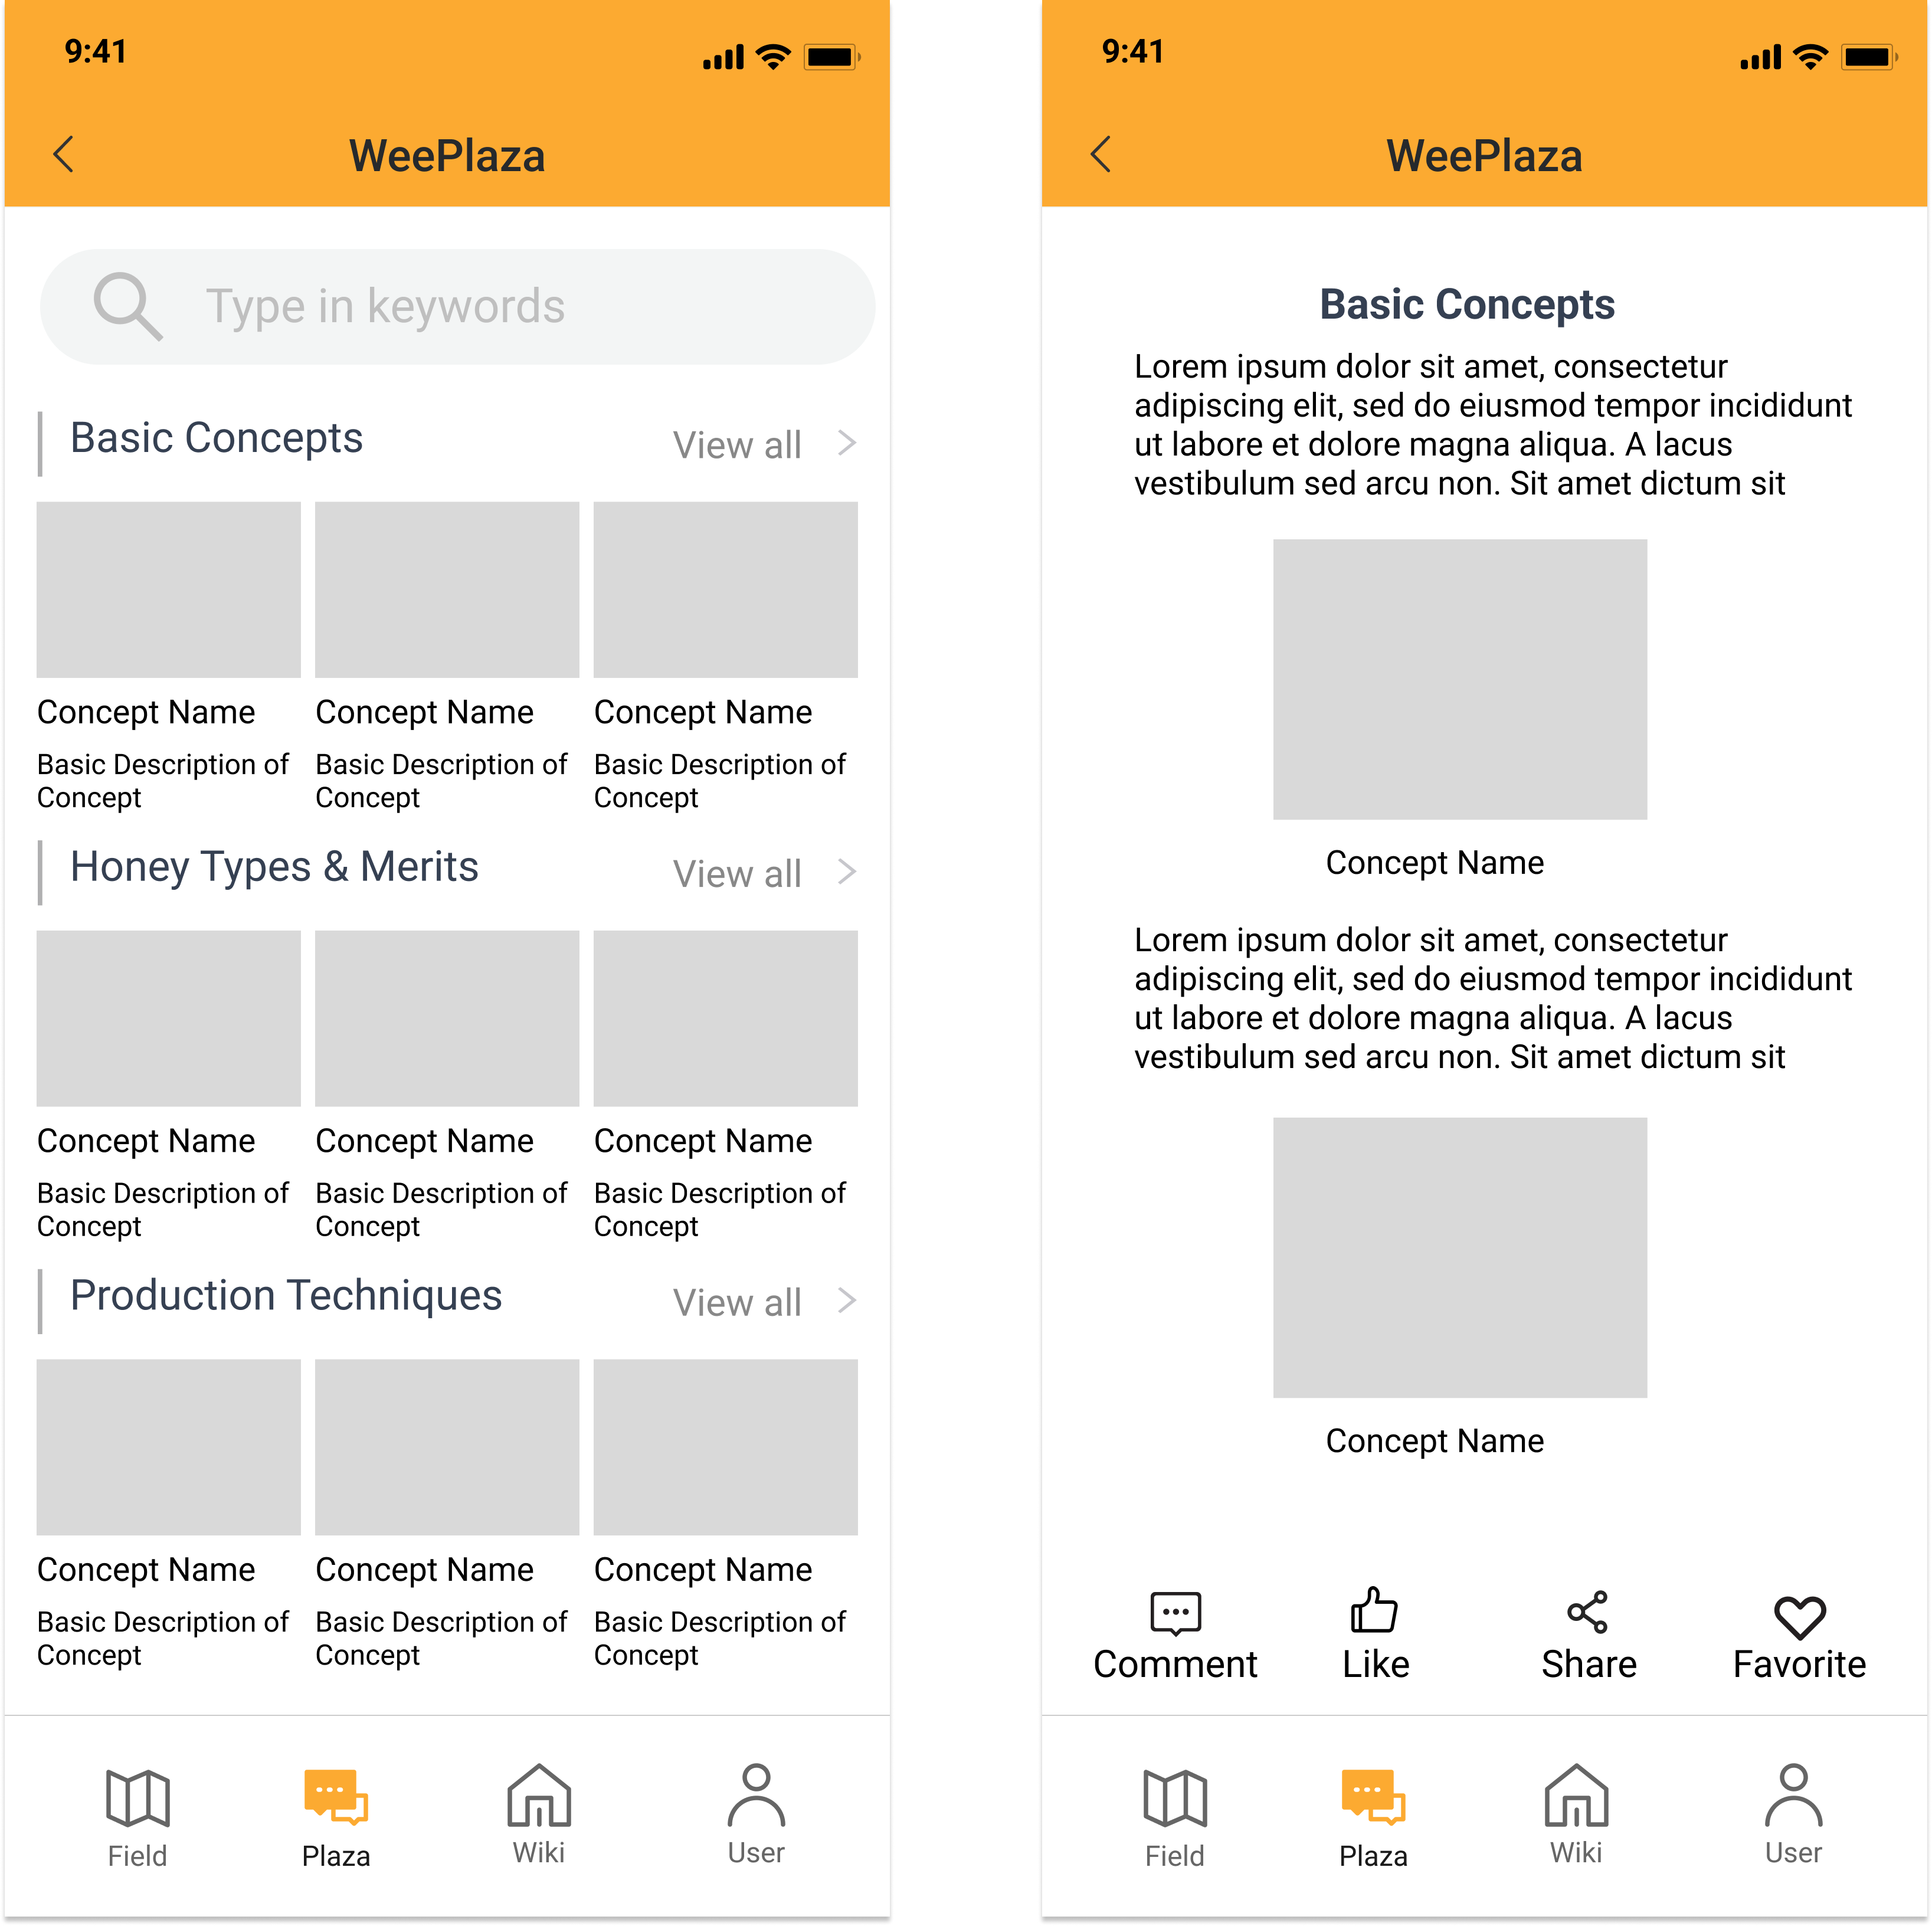 9:41
WeePlaza
Type in keywords
Basic Concepts View all
Concept Name Concept Name Concept Name
Basic Description of Basic Description of Basic Description of
Concept Concept Concept
Honey Types & Merits View all
Concept Name Concept Name Concept Name
Basic Description of Basic Description of Basic Description of
Concept Concept Concept
Production Techniques View all
Concept Name Concept Name Concept Name
Basic Description of Basic Description of Basic Description of
Concept Concept Concept
Field Plaza Wiki User
9:41
WeePlaza
Basic Concepts
Lorem ipsum dolor sit amet, consectetur
adipiscing elit, sed do eiusmod tempor incididunt
ut labore et dolore magna aliqua. A lacus
vestibulum sed arcu non. Sit amet dictum sit
Concept Name
Lorem ipsum dolor sit amet, consectetur
adipiscing elit, sed do eiusmod tempor incididunt
ut labore et dolore magna aliqua. A lacus
vestibulum sed arcu non. Sit amet dictum sit
Concept Name
Comment Like Share Favorite
Field Plaza Wiki User